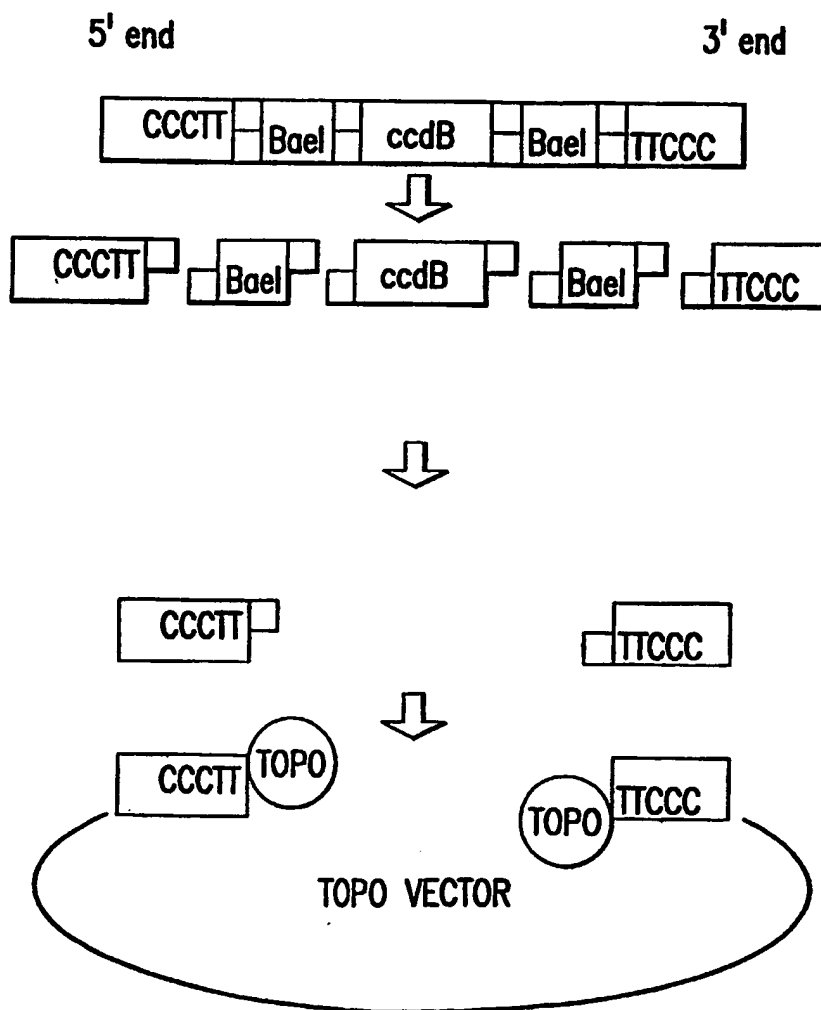 5' end 3' end
CCCTT BaeI ccdB BaeI TTCCC
CCCTT BaeI ccdB BaeI TTCCC
CCCTT TTCCC
CCCTT TOPO TOPO TTCCC
TOPO VECTOR